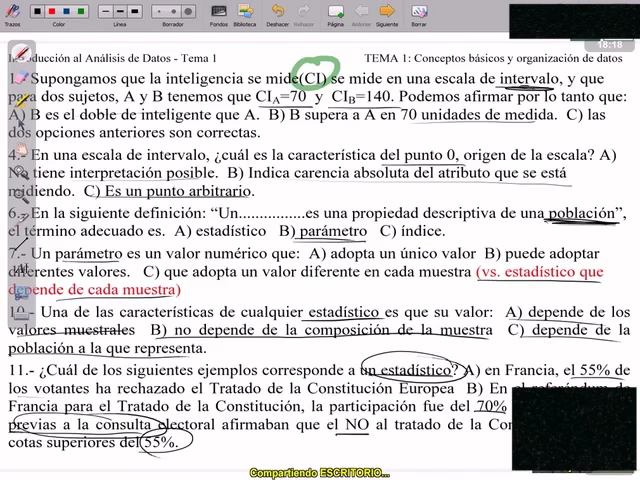 Trazos Color Línea Borrador Fondos Biblioteca Deshacer Rehacer Página Anterior Siguiente Borrar
18:18
Introducción al Análisis de Datos - Tema 1 TEMA 1: Conceptos básicos y organización de datos
1.- Supongamos que la inteligencia se mide(CI) se mide en una escala de intervalo, y que
para dos sujetos, A y B tenemos que CIA=70 y CIB=140. Podemos afirmar por lo tanto que:
A) B es el doble de inteligente que A. B) B supera a A en 70 unidades de medida. C) las
dos opciones anteriores son correctas.
4.- En una escala de intervalo, ¿cuál es la característica del punto 0, origen de la escala? A)
No tiene interpretación posible. B) Indica carencia absoluta del atributo que se está
midiendo. C) Es un punto arbitrario.
6.- En la siguiente definición: “Un...............es una propiedad descriptiva de una población”,
el término adecuado es. A) estadístico B) parámetro C) índice.
7.- Un parámetro es un valor numérico que: A) adopta un único valor B) puede adoptar
diferentes valores. C) que adopta un valor diferente en cada muestra (vs. estadístico que
depende de cada muestra)
10.- Una de las características de cualquier estadístico es que su valor: A) depende de los
valores muestrales B) no depende de la composición de la muestra C) depende de la
población a la que representa.
11.- ¿Cuál de los siguientes ejemplos corresponde a un estadístico? A) en Francia, el 55% de
los votantes ha rechazado el Tratado de la Constitución Europea B) En el referéndum de
Francia para el Tratado de la Constitución, la participación fue del 70%
previas a la consulta electoral afirmaban que el NO al tratado de la
cotas superiores del 55%.
Compartiendo ESCRITORIO...